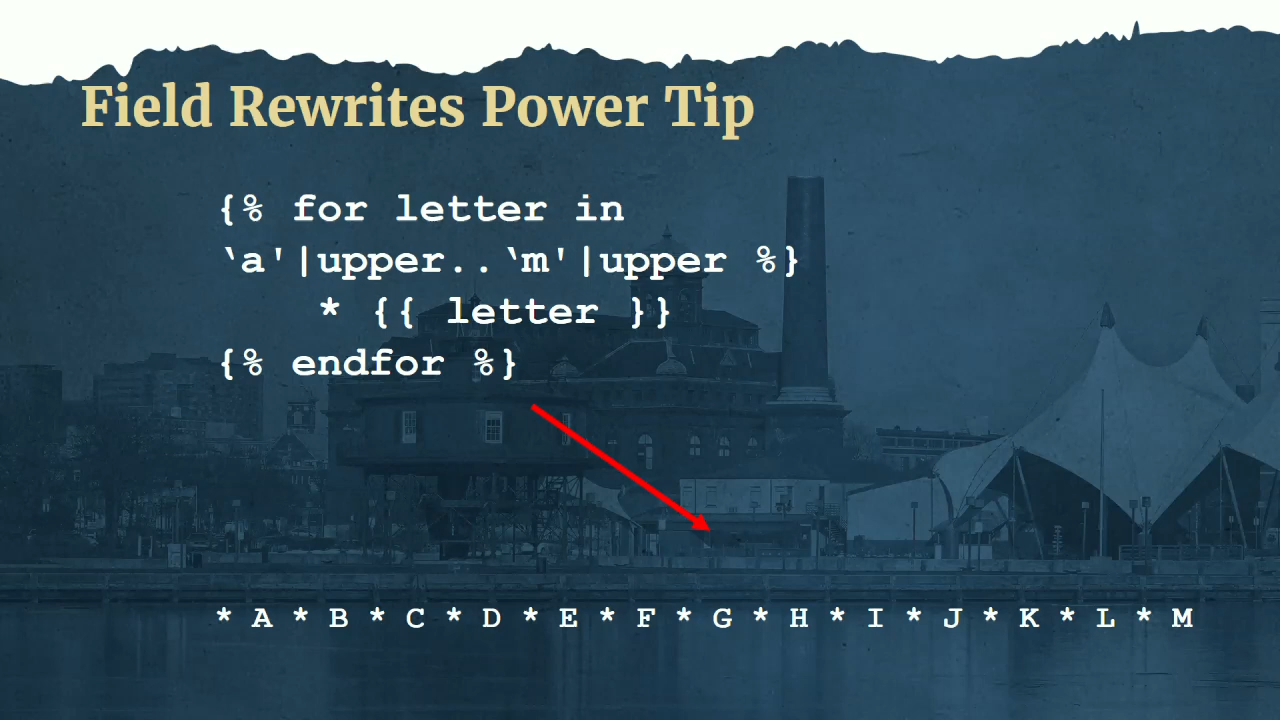 Field Rewrites Power Tip
{% for letter in
‘a'|upper..‘m'|upper %}
    * {{ letter }}
{% endfor %}
* A * B * C * D * E * F * G * H * I * J * K * L * M